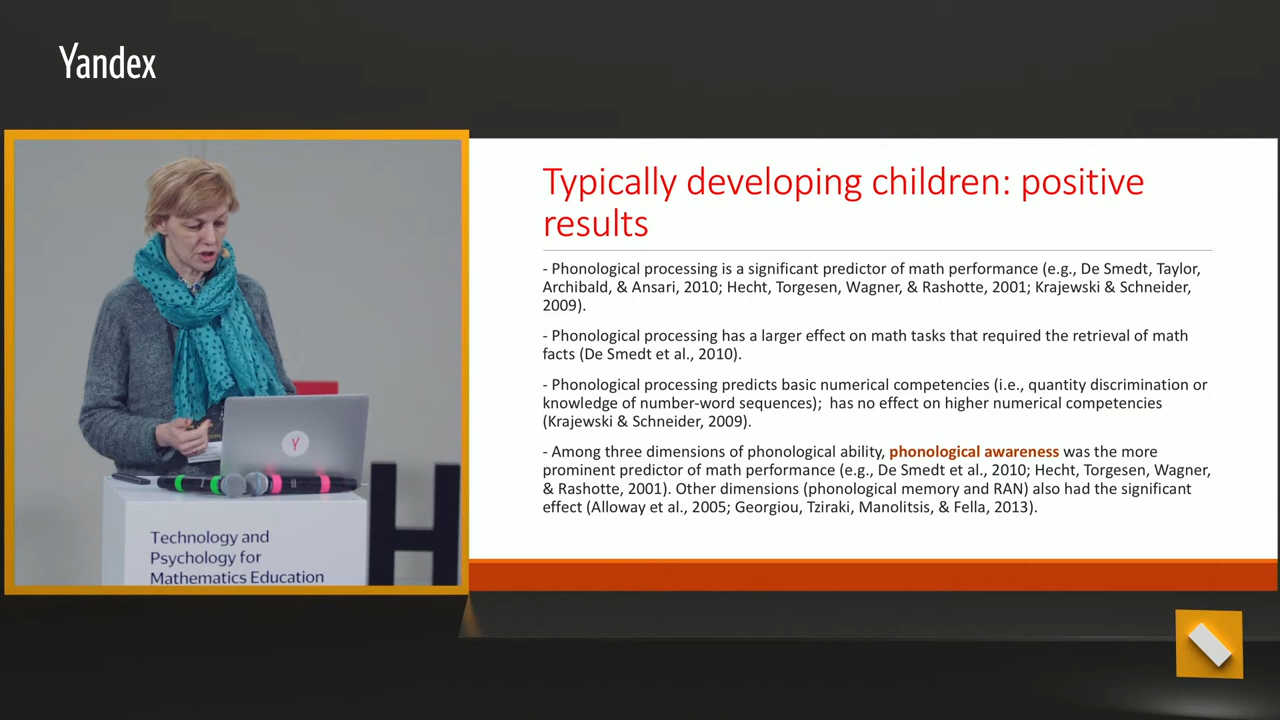 Yandex
Typically developing children: positive
results
- Phonological processing is a significant predictor of math performance (e.g., De Smedt, Taylor,
Archibald, & Ansari, 2010; Hecht, Torgesen, Wagner, & Rashotte, 2001; Krajewski & Schneider,
2009).
- Phonological processing has a larger effect on math tasks that required the retrieval of math
facts (De Smedt et al., 2010).
- Phonological processing predicts basic numerical competencies (i.e., quantity discrimination or
knowledge of number-word sequences);  has no effect on higher numerical competencies
(Krajewski & Schneider, 2009).
- Among three dimensions of phonological ability, phonological awareness was the more
prominent predictor of math performance (e.g., De Smedt et al., 2010; Hecht, Torgesen, Wagner,
& Rashotte, 2001). Other dimensions (phonological memory and RAN) also had the significant
effect (Alloway et al., 2005; Georgiou, Tziraki, Manolitsis, & Fella, 2013).
Y
Technology and
Psychology for
Mathematics Education
H